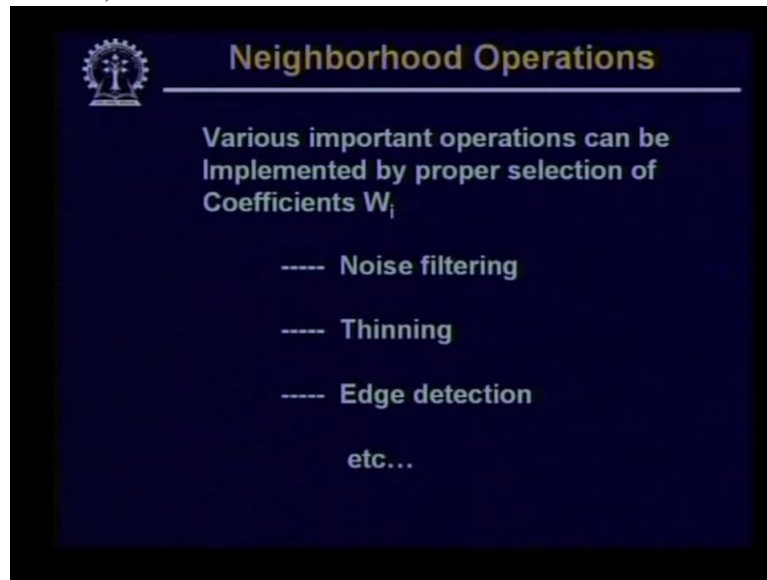 Neighborhood Operations
Various important operations can be
Implemented by proper selection of
Coefficients Wi
----- Noise filtering
----- Thinning
----- Edge detection
etc...